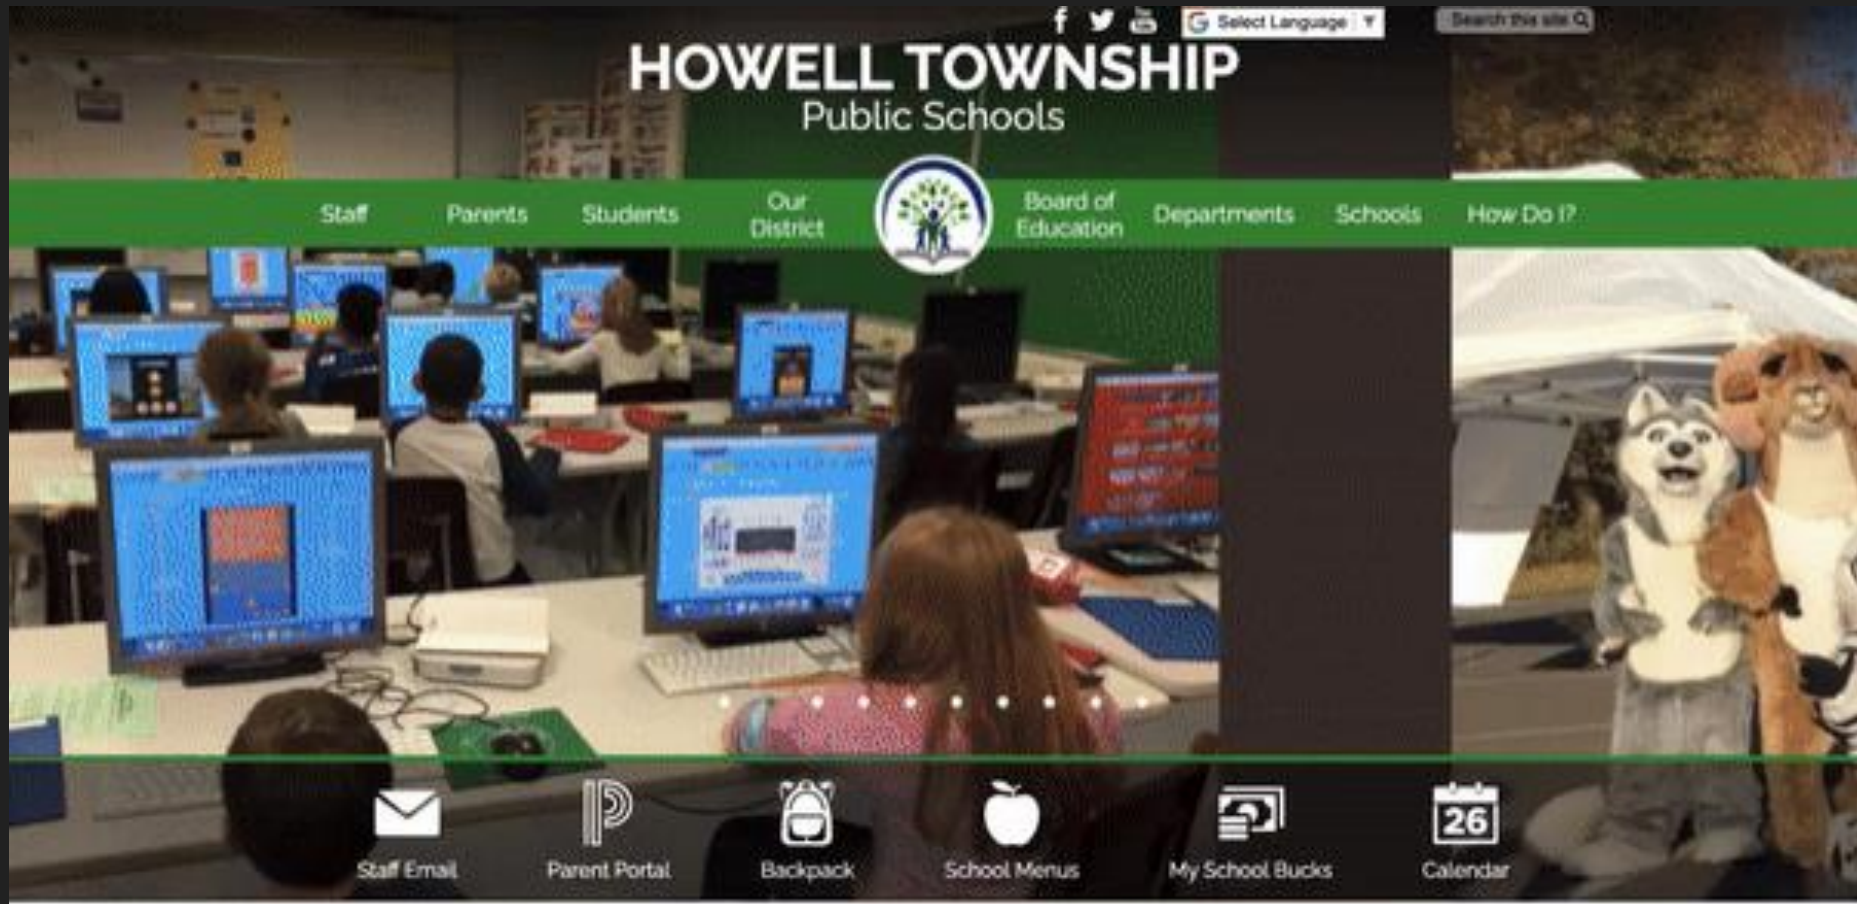 Select Language
Search this site
HOWELL TOWNSHIP
Public Schools
Staff
Parents
Students
Our
District
Board of
Education
Departments
Schools
How Do I?
26
Staff Email
Parent Portal
Backpack
School Menus
My School Bucks
Calendar